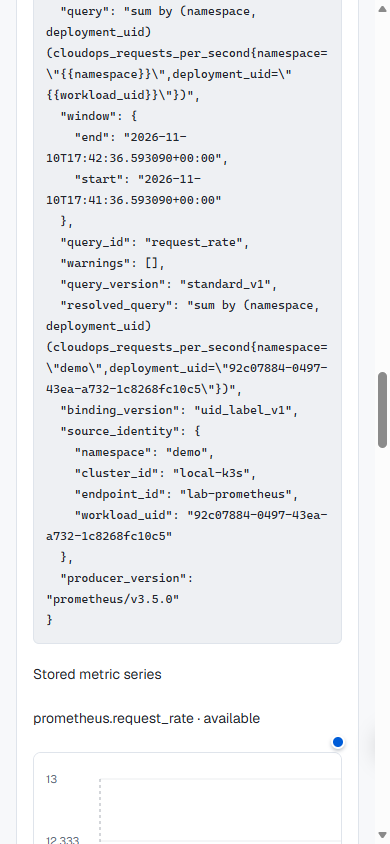 "query": "sum by (namespace,
deployment_uid)
(cloudops_requests_per_second{namespace=
\"{{namespace}}\",deployment_uid=\"
{{workload_uid}}\"})",
"window": {
"end": "2026-11-
10T17:42:36.593090+00:00",
"start": "2026-11-
10T17:41:36.593090+00:00"
},
"query_id": "request_rate",
"warnings": [],
"query_version": "standard_v1",
"resolved_query": "sum by (namespace,
deployment_uid)
(cloudops_requests_per_second{namespace=
\"demo\",deployment_uid=\"92c07884-0497-
43ea-a732-1c8268fc10c5\"})",
"binding_version": "uid_label_v1",
"source_identity": {
"namespace": "demo",
"cluster_id": "local-k3s",
"endpoint_id": "lab-prometheus",
"workload_uid": "92c07884-0497-43ea-
a732-1c8268fc10c5"
},
"producer_version":
"prometheus/v3.5.0"
}
Stored metric series
prometheus.request_rate · available
13
12.333